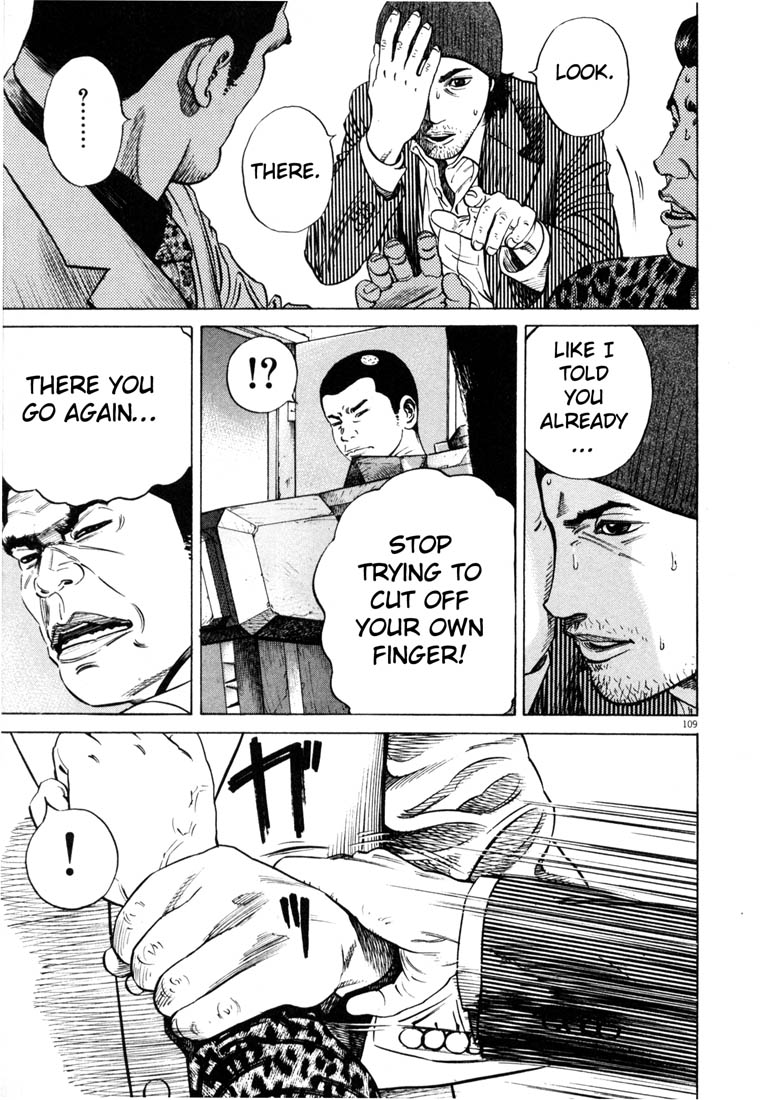 LOOK.
THERE.
?......
LIKE I
TOLD
YOU
ALREADY
...
!?
STOP
TRYING TO
CUT OFF
YOUR OWN
FINGER!
THERE YOU
GO AGAIN...
109
ガ
!